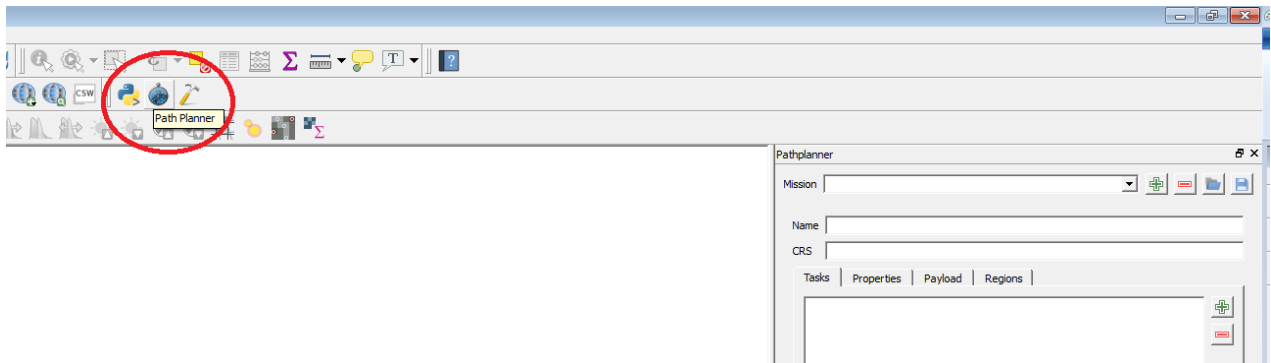 Σ T ?
CSW
Path Planner
Σ
Pathplanner
Mission
Name
CRS
Tasks Properties Payload Regions